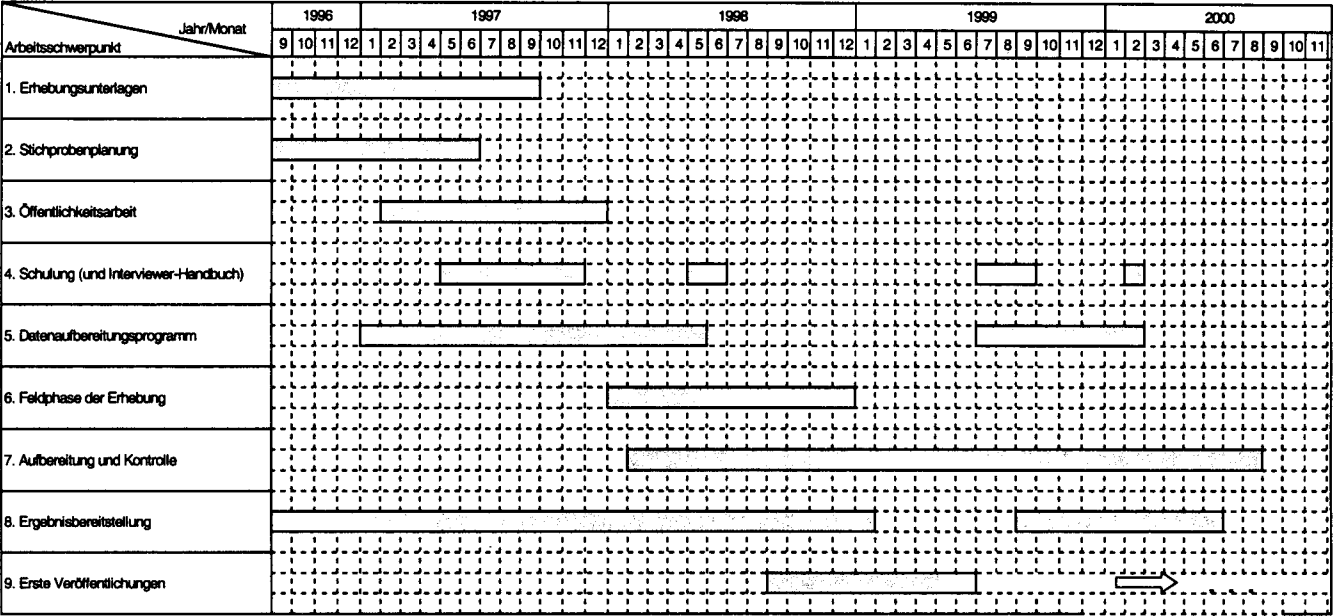 Jahr/Monat
Arbeitsschwerpunkt
1996 1997 1998 1999 2000
9 10 11 12 1 2 3 4 5 6 7 8 9 10 11 12 1 2 3 4 5 6 7 8 9 10 11 12 1 2 3 4 5 6 7 8 9 10 11 12 1 2 3 4 5 6 7 8 9 10 11
1. Erhebungsunterlagen
2. Stichprobenplanung
3. Öffentlichkeitsarbeit
4. Schulung (und Interviewer-Handbuch)
5. Datenaufbereitungsprogramm
6. Feldphase der Erhebung
7. Aufbereitung und Kontrolle
8. Ergebnisbereitstellung
9. Erste Veröffentlichungen